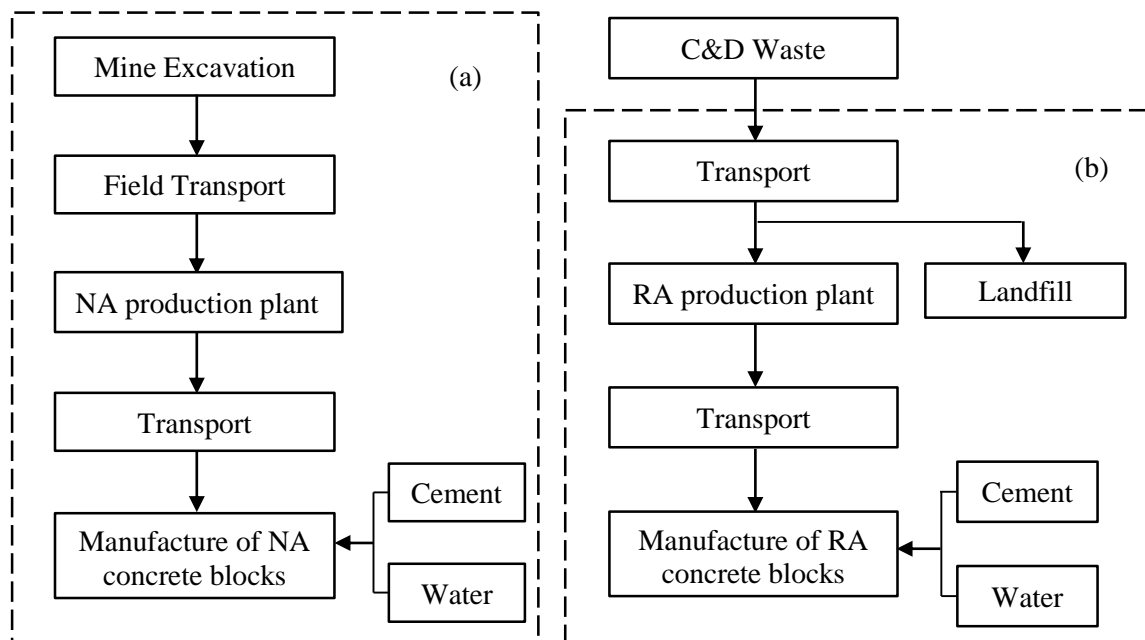 Mine Excavation
(a)
Field Transport
NA production plant
Transport
Cement
Manufacture of NA
concrete blocks
Water
C&D Waste
Transport
(b)
RA production plant
Landfill
Transport
Cement
Manufacture of RA
concrete blocks
Water